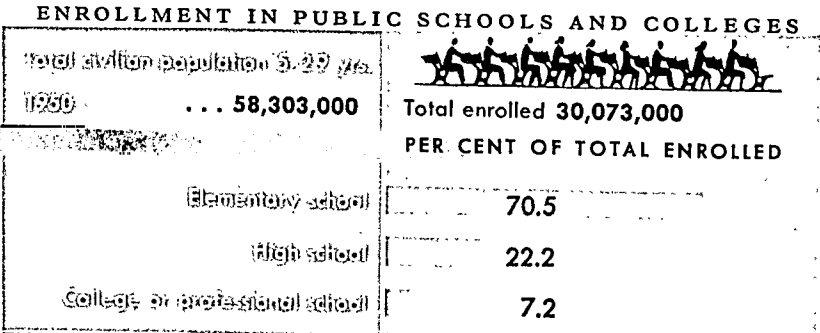 ENROLLMENT IN PUBLIC SCHOOLS AND COLLEGES
Total civilian population 5-29 yrs.
1950 ... 58,303,000
Total enrolled 30,073,000
PER CENT OF TOTAL ENROLLED
Elementary school 70.5
High school 22.2
College or professional school 7.2